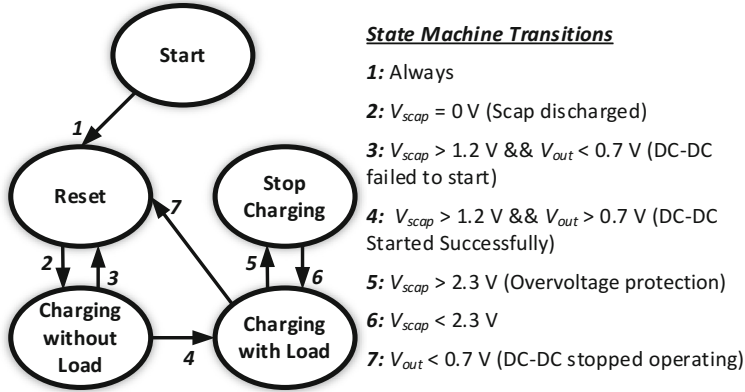 Start
State Machine Transitions
1: Always
2: Vscap = 0 V (Scap discharged)
3: Vscap > 1.2 V && Vout < 0.7 V (DC-DC
failed to start)
4: Vscap > 1.2 V && Vout > 0.7 V (DC-DC
Started Successfully)
5: Vscap > 2.3 V (Overvoltage protection)
6: Vscap < 2.3 V
7: Vout < 0.7 V (DC-DC stopped operating)
1
Reset
Stop
Charging
7
2
3
5
6
Charging
without
Load
4
Charging
with Load